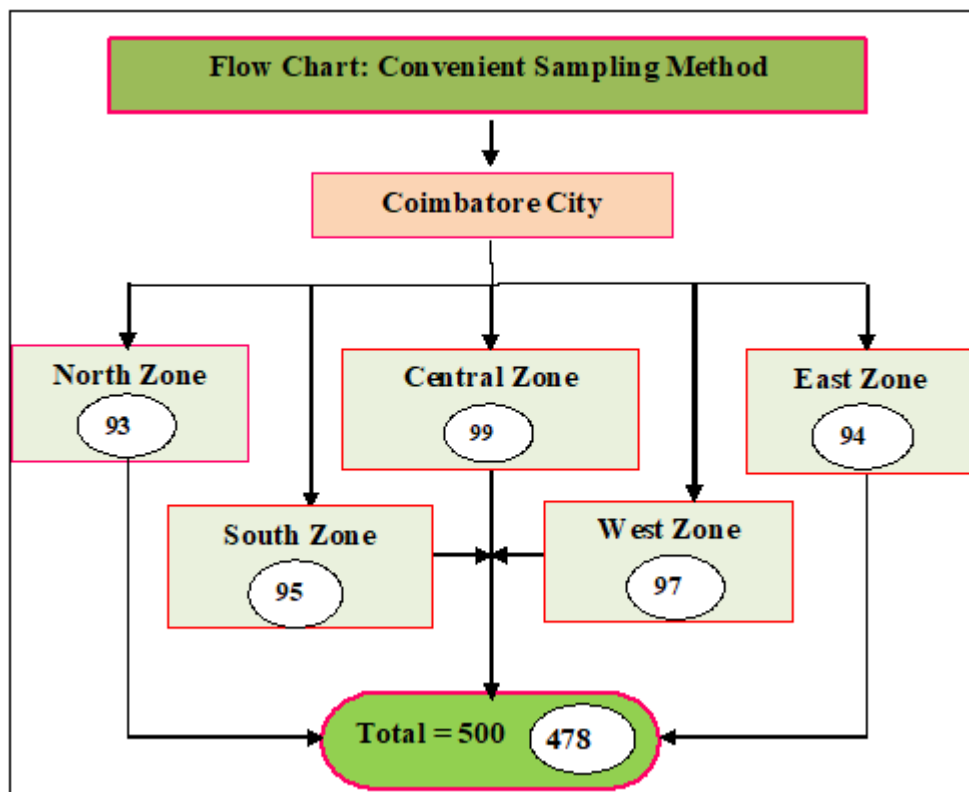 Flow Chart: Convenient Sampling Method
Coimbatore City
North Zone
93
Central Zone
99
East Zone
94
South Zone
95
West Zone
97
Total = 500 478